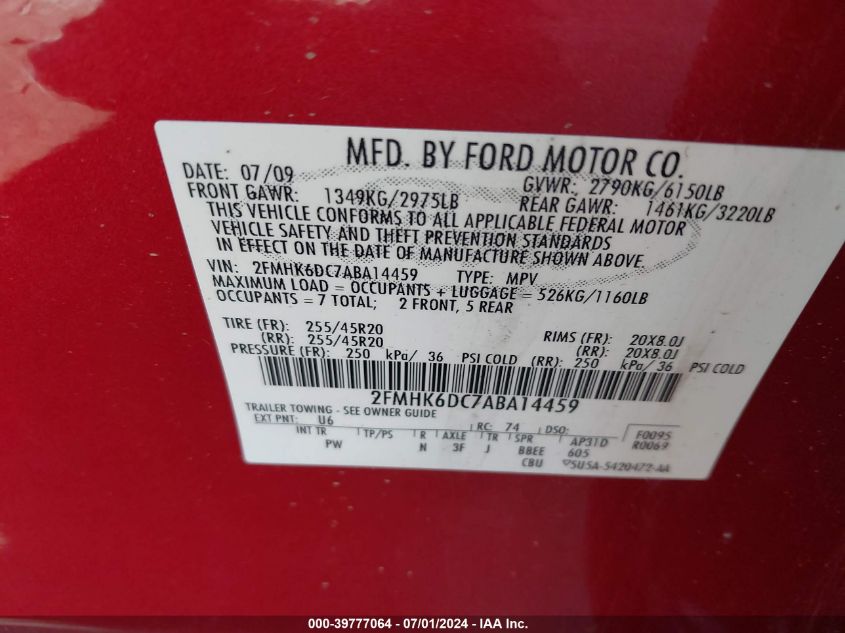 MFD. BY FORD MOTOR CO.
DATE: 07/09 GVWR: 2790KG/6150LB
FRONT GAWR: 1349KG/2975LB REAR GAWR: 1461KG/3220LB
THIS VEHICLE CONFORMS TO ALL APPLICABLE FEDERAL MOTOR
VEHICLE SAFETY AND THEFT PREVENTION STANDARDS
IN EFFECT ON THE DATE OF MANUFACTURE SHOWN ABOVE.
VIN: 2FMHK6DC7ABA14459 TYPE: MPV
MAXIMUM LOAD = OCCUPANTS + LUGGAGE = 526KG/1160LB
OCCUPANTS = 7 TOTAL; 2 FRONT, 5 REAR
TIRE (FR): 255/45R20 RIMS (FR): 20X8.0J
(RR): 255/45R20 (RR): 20X8.0J
PRESSURE (FR): 250 kPa/ 36 PSI COLD (RR): 250 kPa/ 36 PSI COLD
2FMHK6DC7ABA14459
TRAILER TOWING - SEE OWNER GUIDE
EXT PNT: U6 RC: 74 DSO: F0095
INT TR TP/PS R AXLE TR SPR AP31D R0069
PW N 3F J BBEE 605
CBU 5U5A-5420472-AA
000-39777064 / 07/01/2024 - IAA Inc.